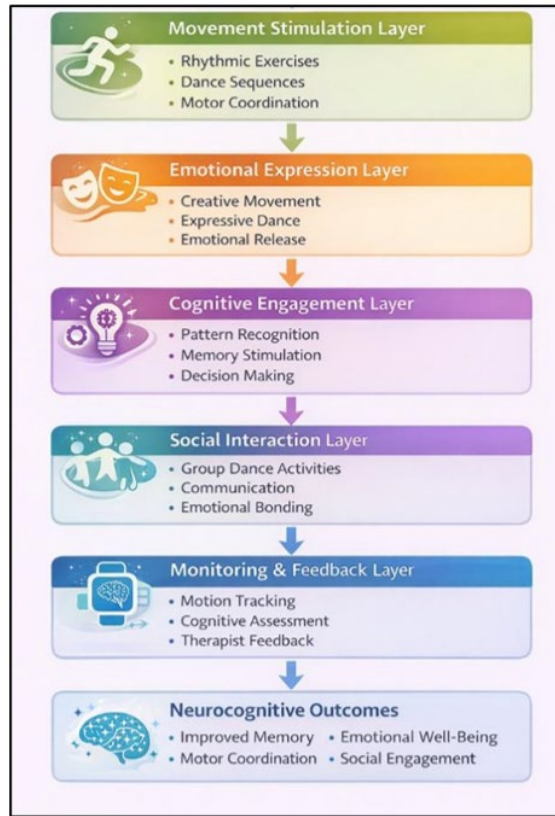 Movement Stimulation Layer
• Rhythmic Exercises
• Dance Sequences
• Motor Coordination
Emotional Expression Layer
• Creative Movement
• Expressive Dance
• Emotional Release
Cognitive Engagement Layer
• Pattern Recognition
• Memory Stimulation
• Decision Making
Social Interaction Layer
• Group Dance Activities
• Communication
• Emotional Bonding
Monitoring & Feedback Layer
• Motion Tracking
• Cognitive Assessment
• Therapist Feedback
Neurocognitive Outcomes
• Improved Memory • Emotional Well-Being
• Motor Coordination • Social Engagement